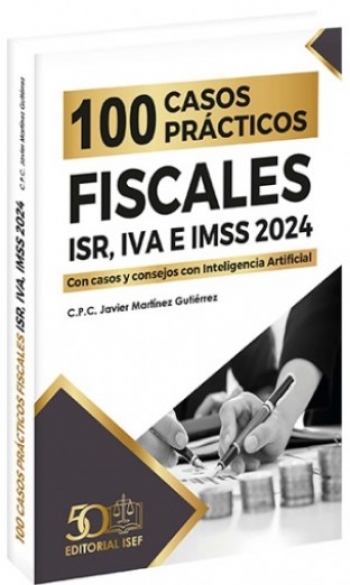 100 CASOS
PRÁCTICOS
FISCALES
ISR, IVA E IMSS 2024
Con casos y consejos con Inteligencia Artificial
C.P.C. Javier Martínez Gutiérrez
50
EDITORIAL ISEF
100 CASOS PRÁCTICOS FISCALES ISR, IVA, IMSS 2024
C.P.C. Javier Martínez Gutiérrez